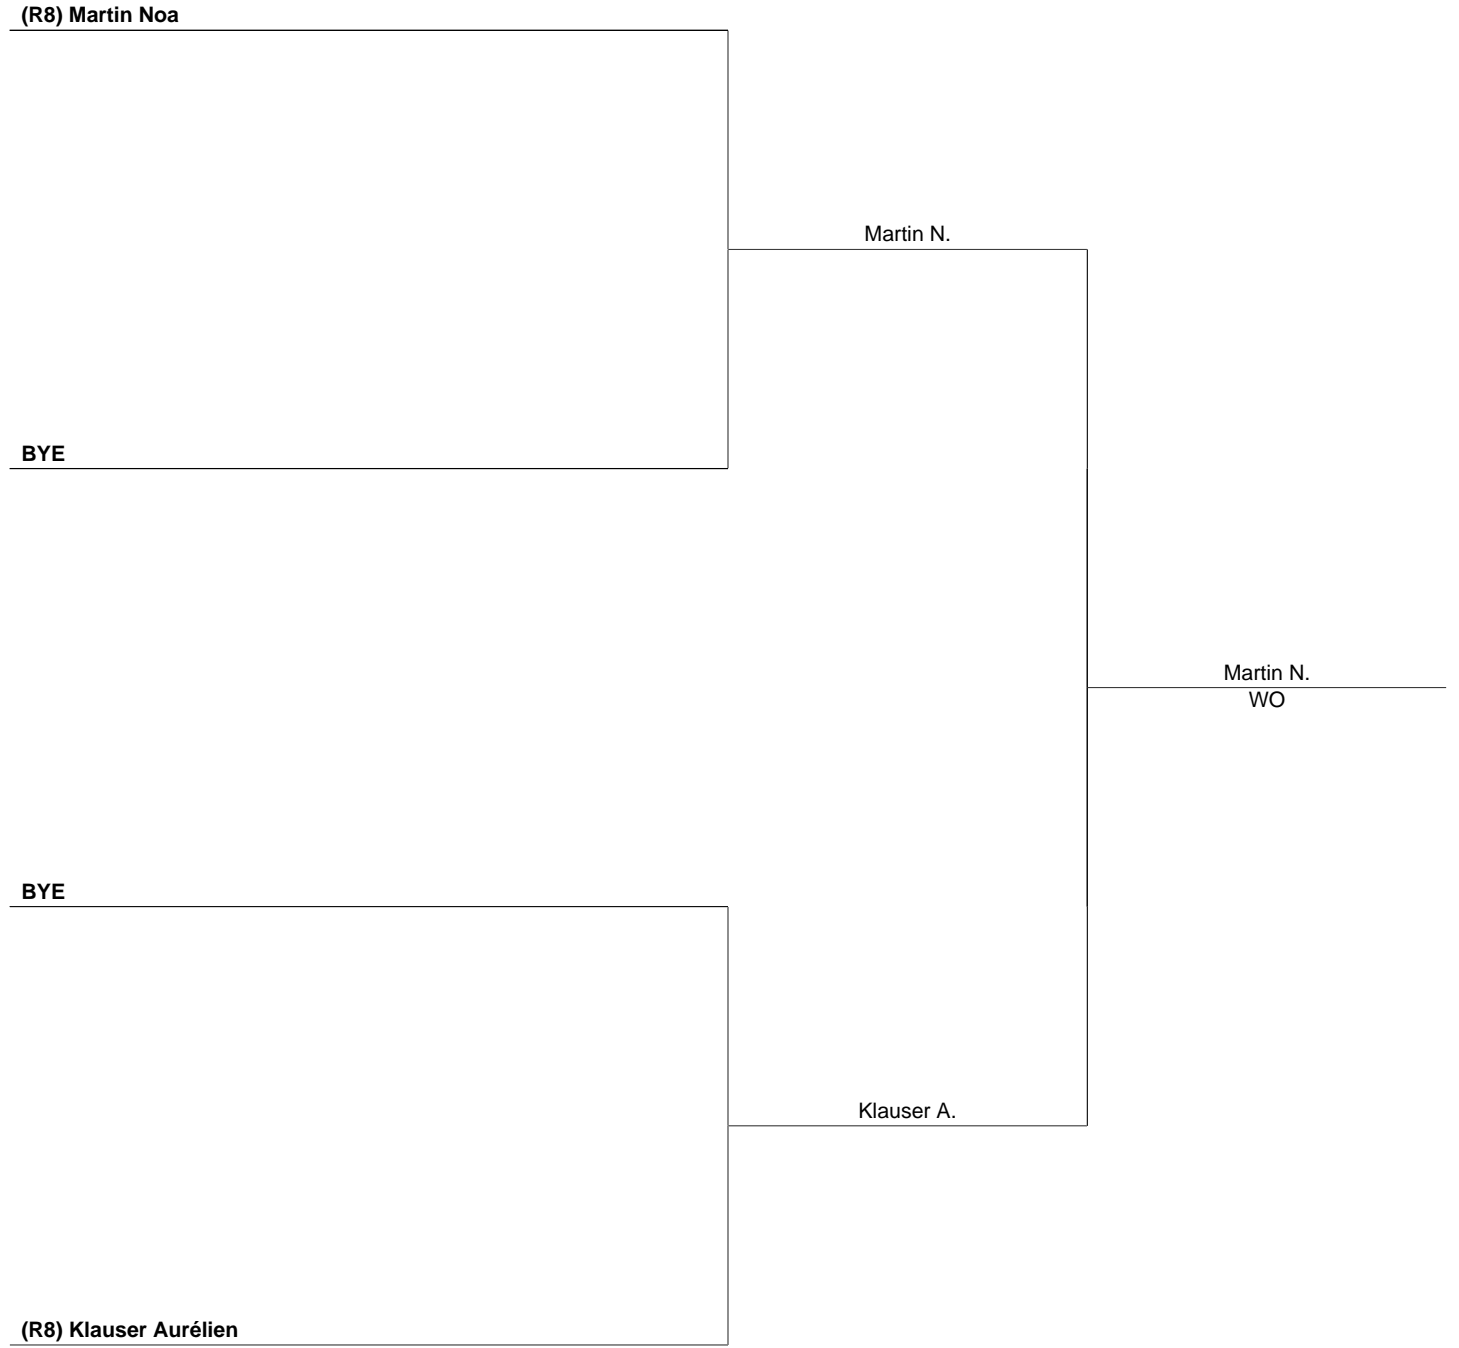 (R8) Martin Noa
Martin N.
BYE
Martin N.
WO
BYE
Klauser A.
(R8) Klauser Aurélien